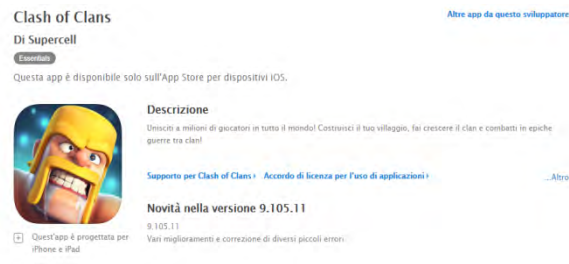 Clash of Clans
Altre app da questo sviluppatore
Di Supercell
Essentials
Questa app è disponibile solo sull'App Store per dispositivi iOS.
Descrizione
Unisciti a milioni di giocatori in tutto il mondo! Costruisci il tuo villaggio, fai crescere il clan e combatti in epiche
guerre tra clan!
Supporto per Clash of Clans › Accordo di licenza per l'uso di applicazioni ›
...Altro
Novità nella versione 9.105.11
9.105.11
Vari miglioramenti e correzione di diversi piccoli errori
+ Quest'app è progettata per
iPhone e iPad